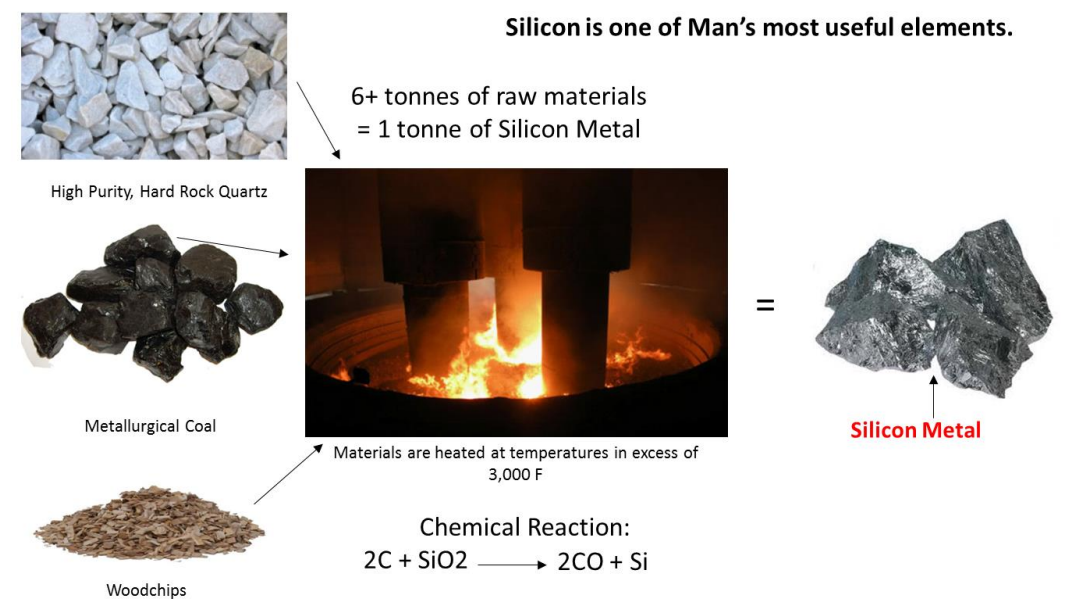 Silicon is one of Man's most useful elements.
6+ tonnes of raw materials
= 1 tonne of Silicon Metal
High Purity, Hard Rock Quartz
=
Metallurgical Coal
Silicon Metal
Materials are heated at temperatures in excess of
3,000 F
Chemical Reaction:
2C + SiO2 → 2CO + Si
Woodchips